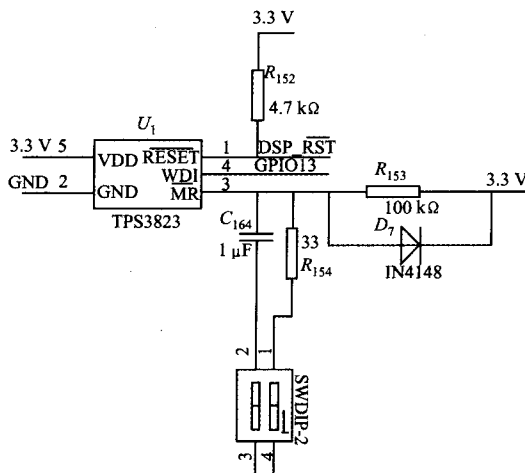 3.3 V
R152
4.7 kΩ
U1
3.3 V 5
VDD
RESET
1
DSP_RST
4
GPIO13
WDI
GND 2
GND
MR
3
TPS3823
R153
100 kΩ
3.3 V
C164
1 μF
33
R154
D7
IN4148
2
1
SWDIP-2
3
4